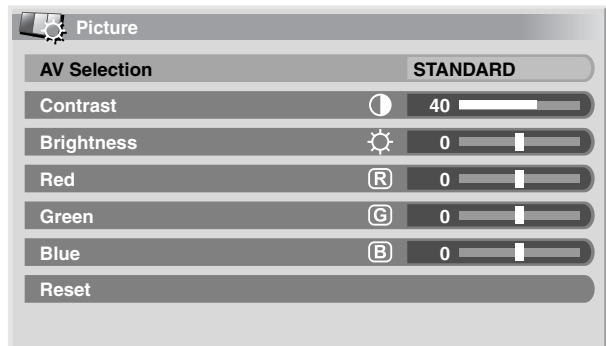 Picture
AV Selection STANDARD
Contrast 40
Brightness 0
Red R 0
Green G 0
Blue B 0
Reset